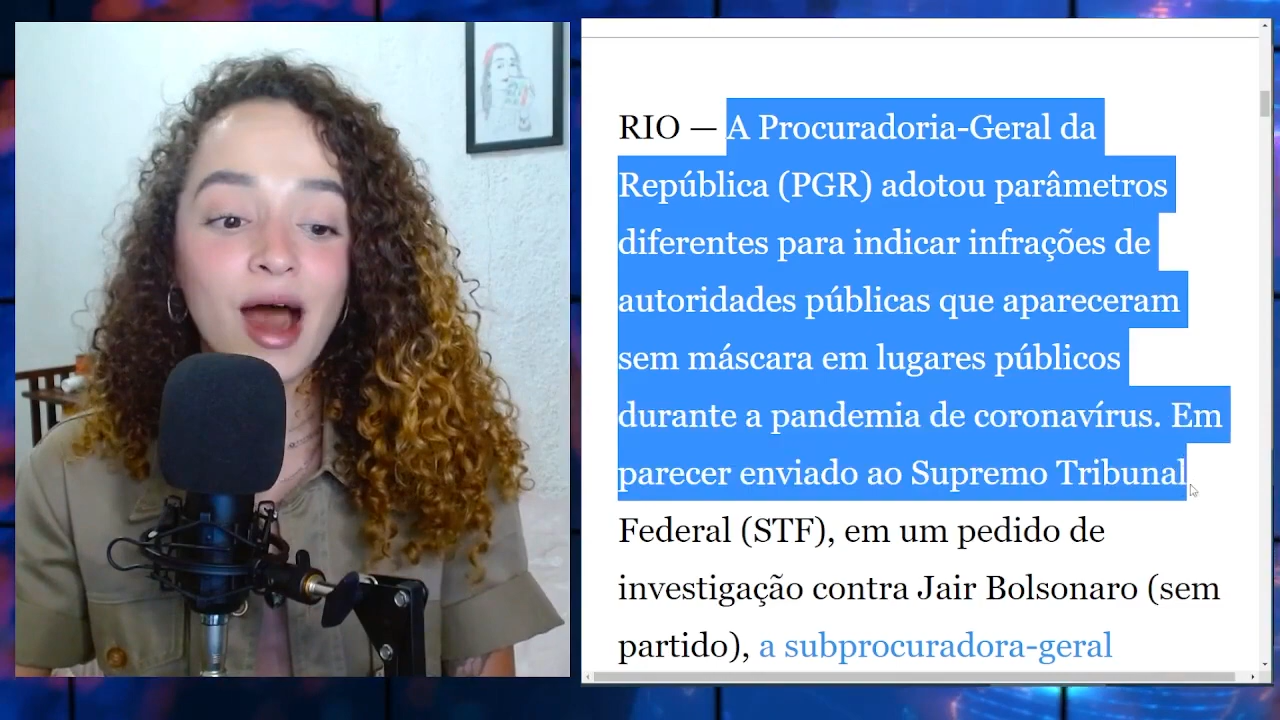 RIO — A Procuradoria-Geral da
República (PGR) adotou parâmetros
diferentes para indicar infrações de
autoridades públicas que apareceram
sem máscara em lugares públicos
durante a pandemia de coronavírus. Em
parecer enviado ao Supremo Tribunal
Federal (STF), em um pedido de
investigação contra Jair Bolsonaro (sem
partido), a subprocuradora-geral